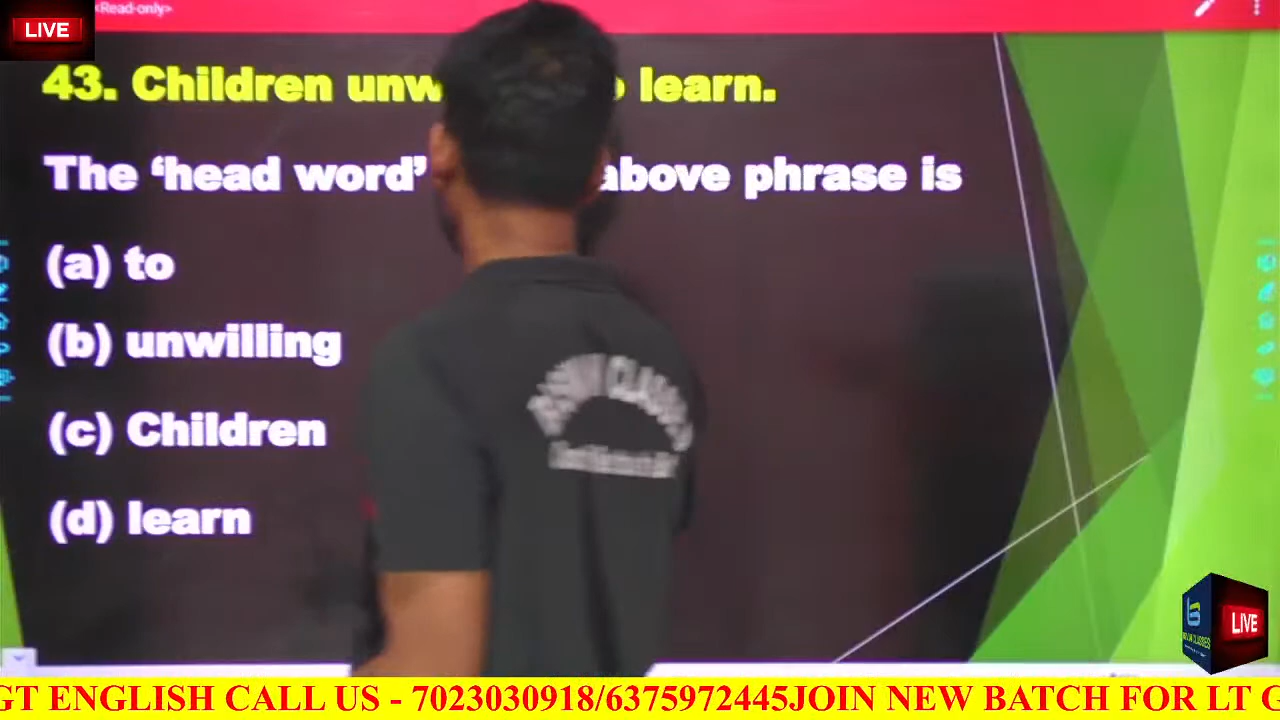 LIVE
<Read-only>
43. Children learn.
The ‘head word’ above phrase is
(a) to
(b) unwilling
(c) Children
(d) learn
CLASSES
LIVE
GT ENGLISH CALL US - 7023030918/6375972445JOIN NEW BATCH FOR LT G